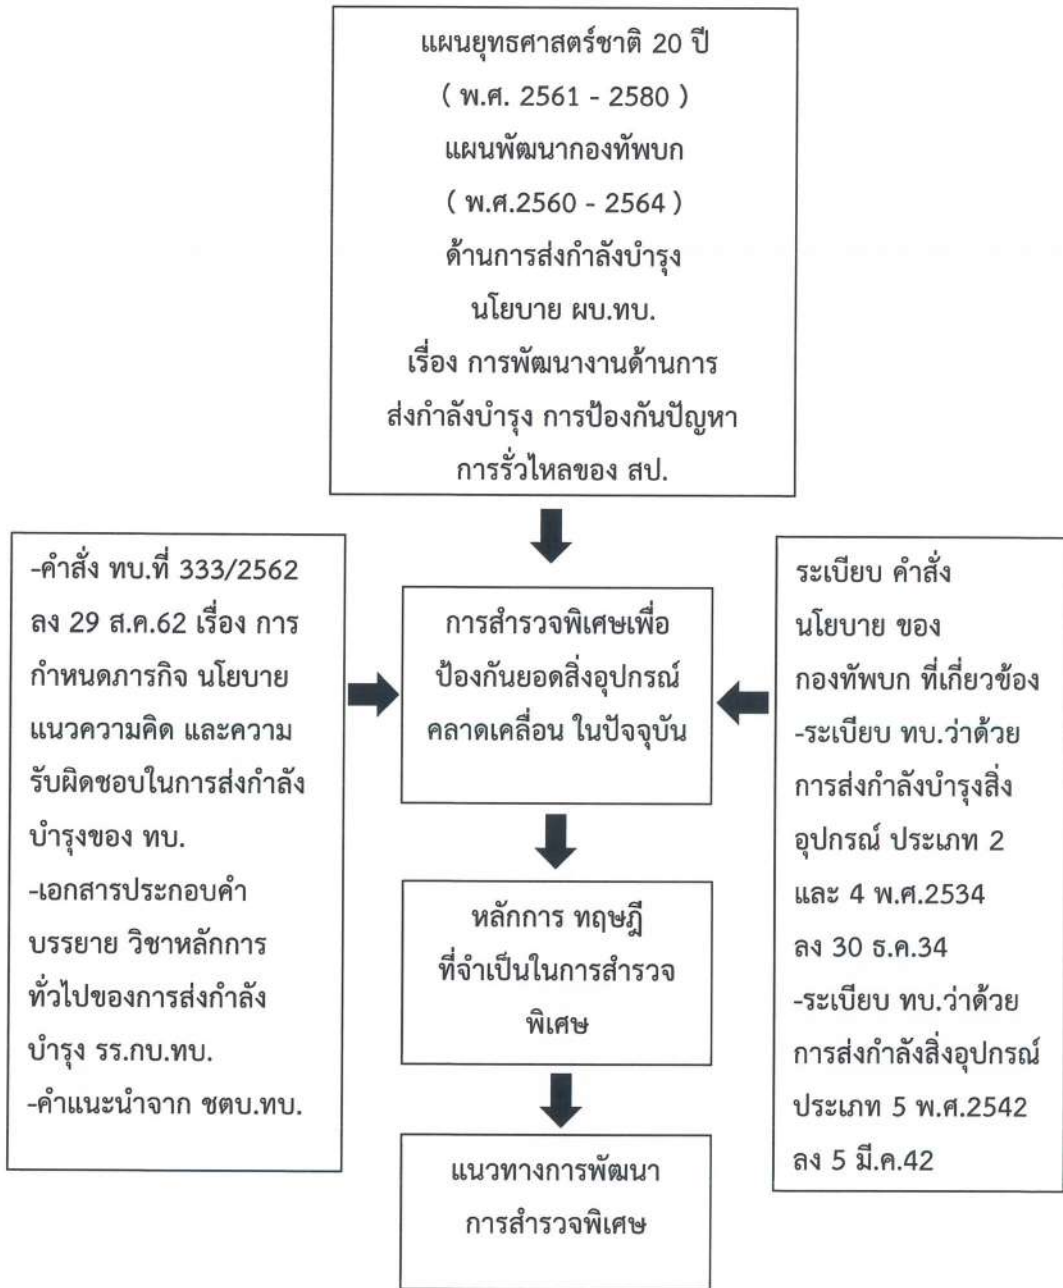 แผนยุทธศาสตร์ชาติ 20 ปี
( พ.ศ. 2561 - 2580 )
แผนพัฒนากองทัพบก
( พ.ศ.2560 - 2564 )
ด้านการส่งกำลังบำรุง
นโยบาย ผบ.ทบ.
เรื่อง การพัฒนางานด้านการ
ส่งกำลังบำรุง การป้องกันปัญหา
การรั่วไหลของ สป.
-คำสั่ง ทบ.ที่ 333/2562
ลง 29 ส.ค.62 เรื่อง การ
กำหนดภารกิจ นโยบาย
แนวความคิด และความ
รับผิดชอบในการส่งกำลัง
บำรุงของ ทบ.
-เอกสารประกอบคำ
บรรยาย วิชาหลักการ
ทั่วไปของการส่งกำลัง
บำรุง รร.กบ.ทบ.
-คำแนะนำจาก ชตบ.ทบ.
การสำรวจพิเศษเพื่อ
ป้องกันยอดสิ่งอุปกรณ์
คลาดเคลื่อน ในปัจจุบัน
หลักการ ทฤษฎี
ที่จำเป็นในการสำรวจ
พิเศษ
แนวทางการพัฒนา
การสำรวจพิเศษ
ระเบียบ คำสั่ง
นโยบาย ของ
กองทัพบก ที่เกี่ยวข้อง
-ระเบียบ ทบ.ว่าด้วย
การส่งกำลังบำรุงสิ่ง
อุปกรณ์ ประเภท 2
และ 4 พ.ศ.2534
ลง 30 ธ.ค.34
-ระเบียบ ทบ.ว่าด้วย
การส่งกำลังสิ่งอุปกรณ์
ประเภท 5 พ.ศ.2542
ลง 5 มี.ค.42